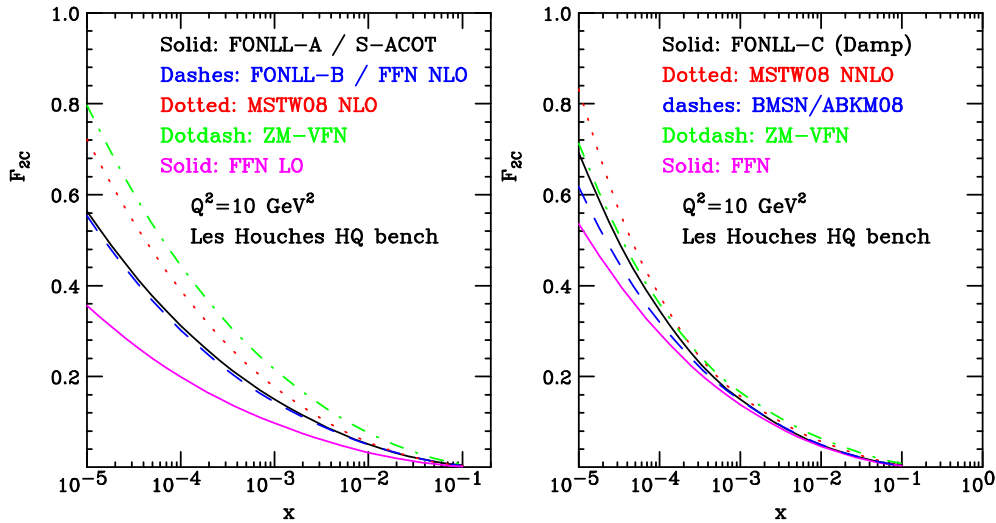 1.0
0.8
0.6
0.4
0.2
F2C
Solid: FONLL-A / S-ACOT
Dashes: FONLL-B / FFN NLO
Dotted: MSTW08 NLO
Dotdash: ZM-VFN
Solid: FFN LO
Q²=10 GeV²
Les Houches HQ bench
10⁻⁵ 10⁻⁴ 10⁻³ 10⁻² 10⁻¹
x
1.0
0.8
0.6
0.4
0.2
F2C
Solid: FONLL-C (Damp)
Dotted: MSTW08 NNLO
dashes: BMSN/ABKM08
Dotdash: ZM-VFN
Solid: FFN
Q²=10 GeV²
Les Houches HQ bench
10⁻⁵ 10⁻⁴ 10⁻³ 10⁻² 10⁻¹ 10⁰
x